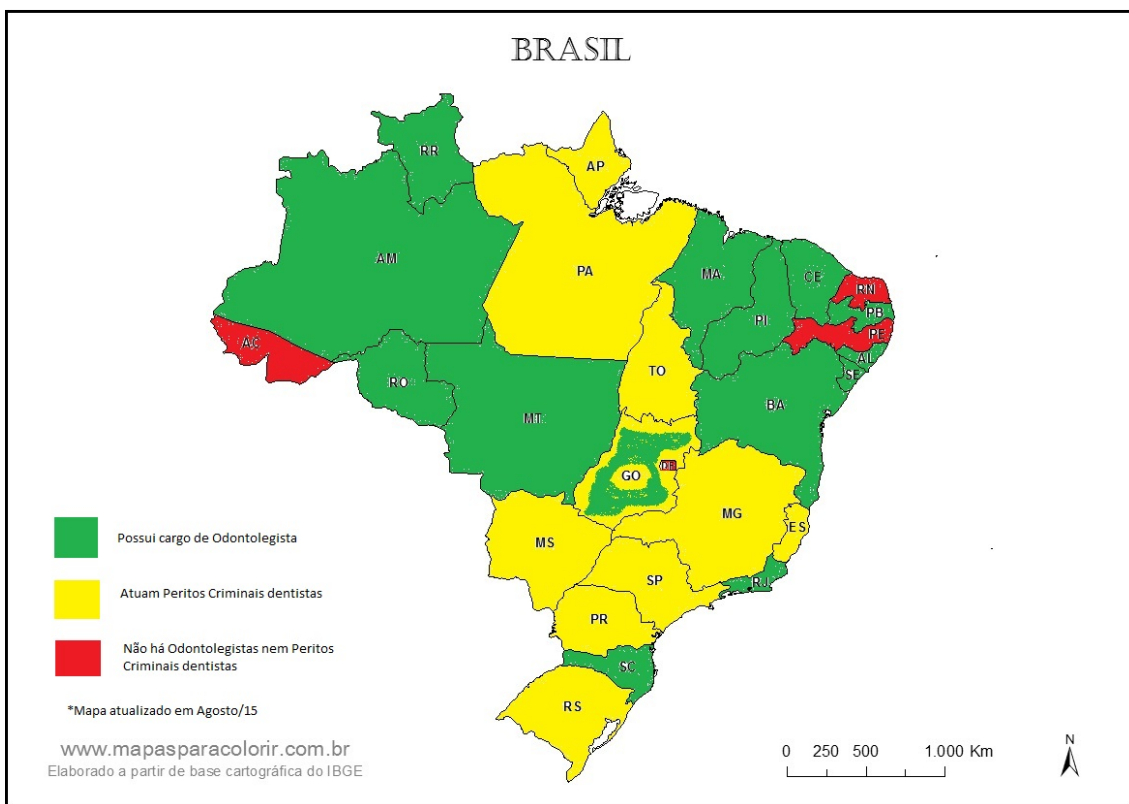 BRASIL
RR
AP
AM
PA
MA
CE
RN
PB
PI
PE
AC
AL
SE
TO
RO
BA
MT
GO
DF
MG
ES
MS
SP
RJ
PR
SC
RS
Possui cargo de Odontolegista
Atuam Peritos Criminais dentistas
Não há Odontolegistas nem Peritos
Criminais dentistas
*Mapa atualizado em Agosto/15
www.mapasparacolorir.com.br
Elaborado a partir de base cartográfica do IBGE
0 250 500 1.000 Km
N